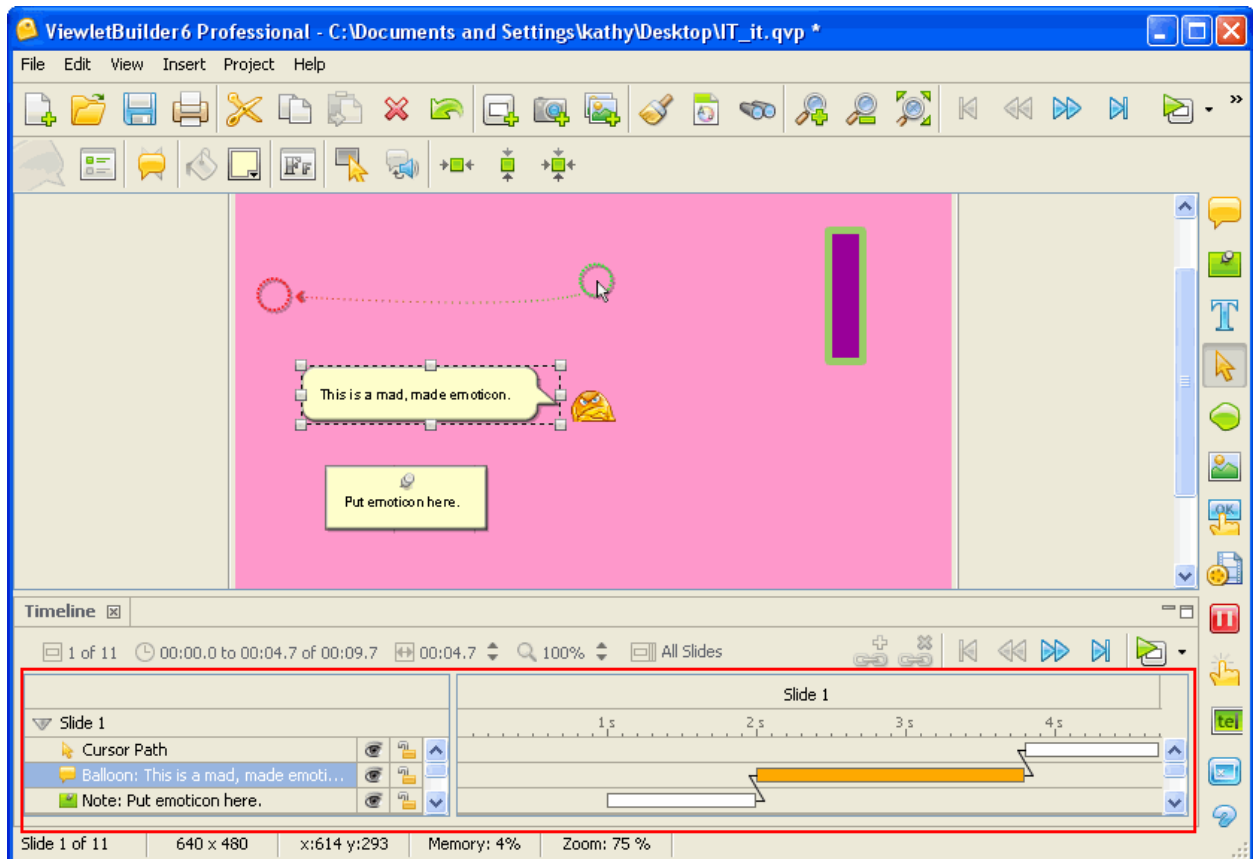 ViewletBuilder6 Professional - C:\Documents and Settings\kathy\Desktop\IT_it.qvp *
File Edit View Insert Project Help
»
FF
T
This is a mad, made emoticon.
OK
Put emoticon here.
Timeline
1 of 11 00:00.0 to 00:04.7 of 00:09.7 00:04.7 100% All Slides
Slide 1
Slide 1 1 s 2 s 3 s 4 s
Cursor Path
Balloon: This is a mad, made emoti...
Note: Put emoticon here.
te
Slide 1 of 11 640 x 480 x:614 y:293 Memory: 4% Zoom: 75 %